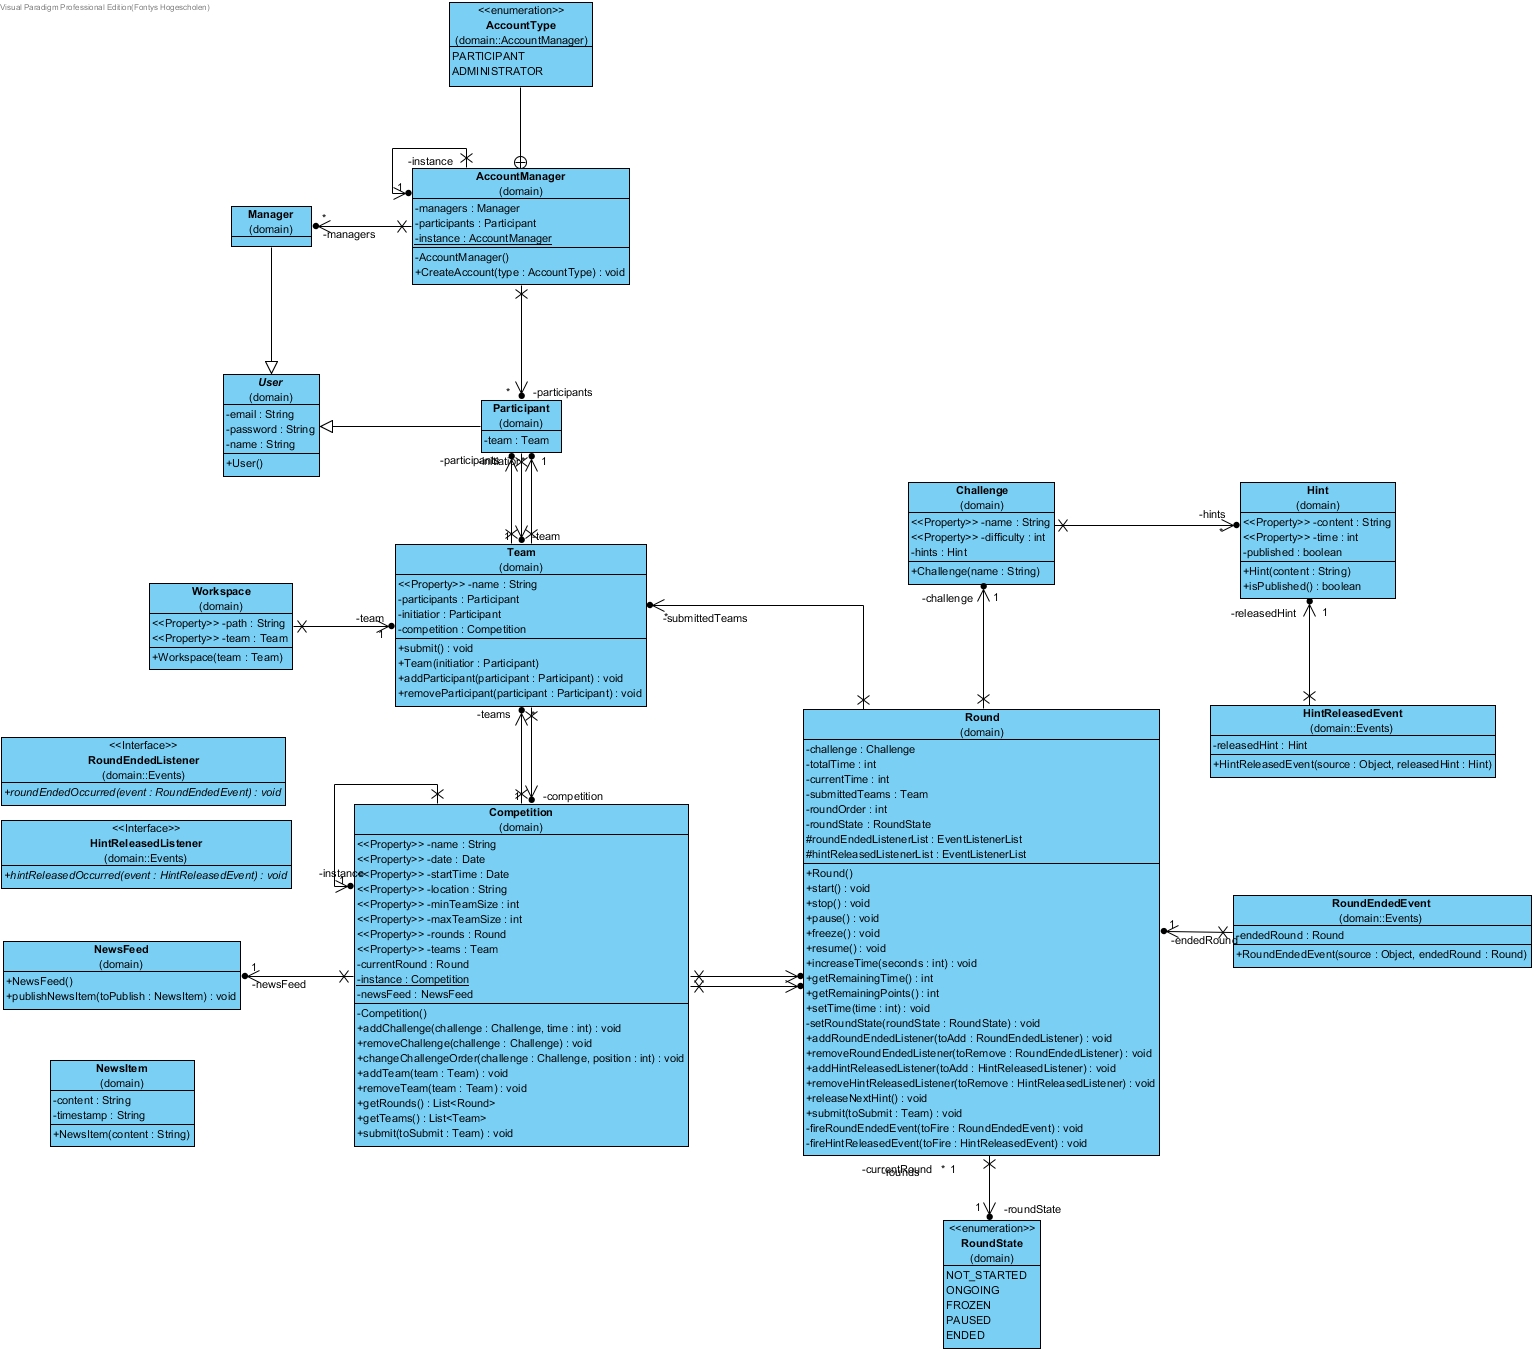 Visual Paradigm Professional Edition(Fontys Hogescholen)
<<enumeration>>
AccountType
(domain::AccountManager)
PARTICIPANT
ADMINISTRATOR
-instance
1
AccountManager
(domain)
-managers : Manager
-participants : Participant
-instance : AccountManager
-AccountManager()
+CreateAccount(type : AccountType) : void
Manager
(domain)
*
-managers
*
-participants
User
(domain)
-email : String
-password : String
-name : String
+User()
Participant
(domain)
-team : Team
-participants
1
-team
Team
(domain)
<<Property>> -name : String
-participants : Participant
-initiatior : Participant
-competition : Competition
+submit() : void
+Team(initiatior : Participant)
+addParticipant(participant : Participant) : void
+removeParticipant(participant : Participant) : void
Workspace
(domain)
<<Property>> -path : String
<<Property>> -team : Team
+Workspace(team : Team)
-team
1
*
-submittedTeams
Challenge
(domain)
<<Property>> -name : String
<<Property>> -difficulty : int
-hints : Hint
+Challenge(name : String)
-hints
*
Hint
(domain)
<<Property>> -content : String
<<Property>> -time : int
-published : boolean
+Hint(content : String)
+isPublished() : boolean
-challenge
1
-releasedHint
1
HintReleasedEvent
(domain::Events)
-releasedHint : Hint
+HintReleasedEvent(source : Object, releasedHint : Hint)
<<Interface>>
RoundEndedListener
(domain::Events)
+roundEndedOccurred(event : RoundEndedEvent) : void
<<Interface>>
HintReleasedListener
(domain::Events)
+hintReleasedOccurred(event : HintReleasedEvent) : void
-teams
-competition
-instance
1
Competition
(domain)
<<Property>> -name : String
<<Property>> -date : Date
<<Property>> -startTime : Date
<<Property>> -location : String
<<Property>> -minTeamSize : int
<<Property>> -maxTeamSize : int
<<Property>> -rounds : Round
<<Property>> -teams : Team
-currentRound : Round
-instance : Competition
-newsFeed : NewsFeed
-Competition()
+addChallenge(challenge : Challenge, time : int) : void
+removeChallenge(challenge : Challenge) : void
+changeChallengeOrder(challenge : Challenge, position : int) : void
+addTeam(team : Team) : void
+removeTeam(team : Team) : void
+getRounds() : List<Round>
+getTeams() : List<Team>
+submit(toSubmit : Team) : void
NewsFeed
(domain)
+NewsFeed()
+publishNewsItem(toPublish : NewsItem) : void
1
-newsFeed
NewsItem
(domain)
-content : String
-timestamp : String
+NewsItem(content : String)
Round
(domain)
-challenge : Challenge
-totalTime : int
-currentTime : int
-submittedTeams : Team
-roundOrder : int
-roundState : RoundState
#roundEndedListenerList : EventListenerList
#hintReleasedListenerList : EventListenerList
+Round()
+start() : void
+stop() : void
+pause() : void
+freeze() : void
+resume() : void
+increaseTime(seconds : int) : void
+getRemainingTime() : int
+getRemainingPoints() : int
+setTime(time : int) : void
-setRoundState(roundState : RoundState) : void
+addRoundEndedListener(toAdd : RoundEndedListener) : void
+removeRoundEndedListener(toRemove : RoundEndedListener) : void
+addHintReleasedListener(toAdd : HintReleasedListener) : void
+removeHintReleasedListener(toRemove : HintReleasedListener) : void
+releaseNextHint() : void
+submit(toSubmit : Team) : void
-fireRoundEndedEvent(toFire : RoundEndedEvent) : void
-fireHintReleasedEvent(toFire : HintReleasedEvent) : void
1
-endedRound
RoundEndedEvent
(domain::Events)
-endedRound : Round
+RoundEndedEvent(source : Object, endedRound : Round)
-currentRound * 1
-rounds
1
-roundState
<<enumeration>>
RoundState
(domain)
NOT_STARTED
ONGOING
FROZEN
PAUSED
ENDED